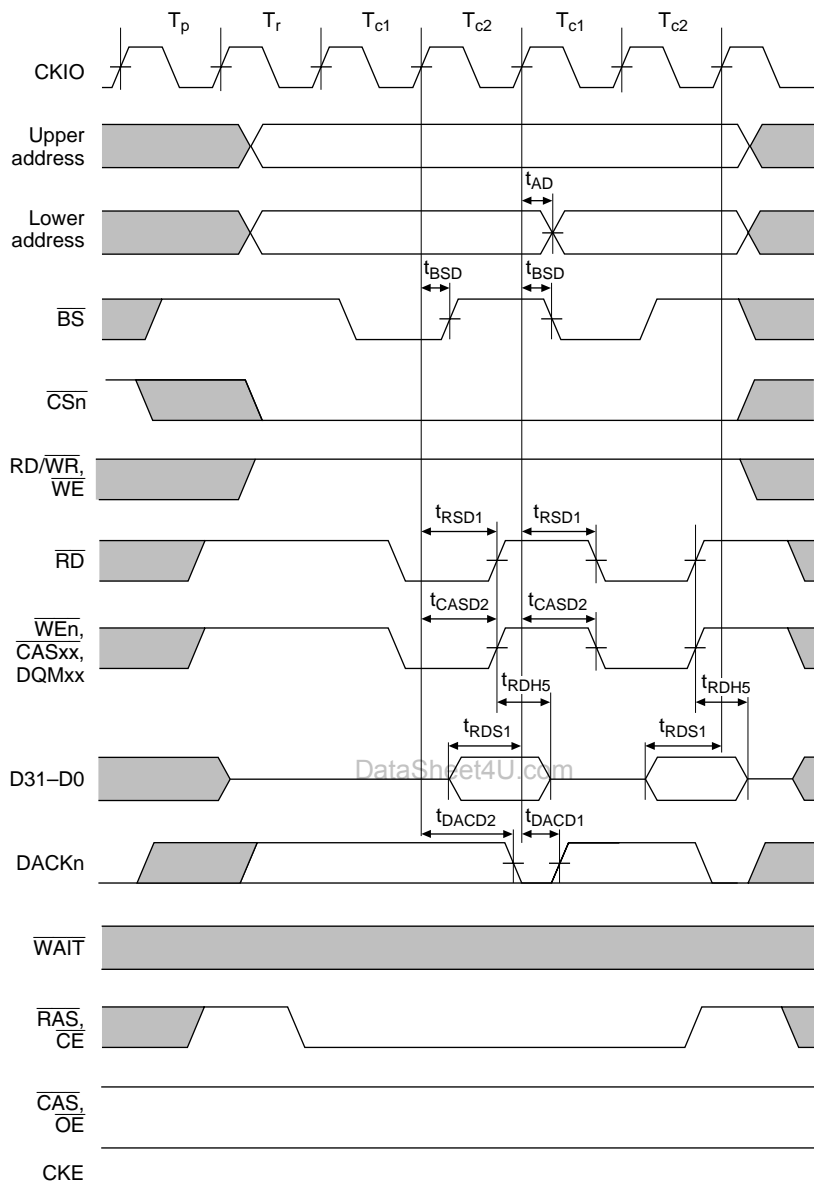 Tp Tr Tc1 Tc2 Tc1 Tc2
CKIO
Upper
address
tAD
Lower
address
tBSD tBSD
BS
CSn
RD/WR,
WE
tRSD1 tRSD1
RD
tCASD2 tCASD2
WEn,
CASxx,
DQMxx
tRDH5 tRDH5
tRDS1 tRDS1
D31–D0
DataSheet4U.com
tDACD2 tDACD1
DACKn
WAIT
RAS,
CE
CAS,
OE
CKE